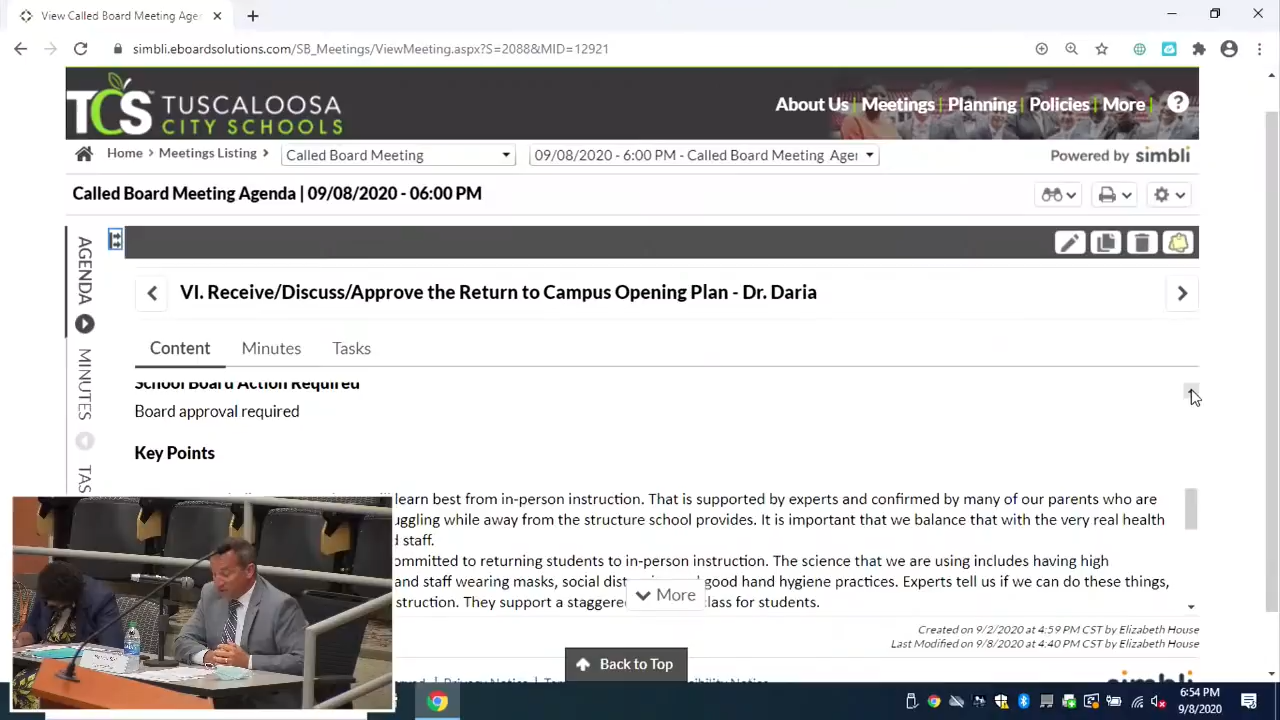 View Called Board Meeting Age
simbli.eboardsolutions.com/SB_Meetings/ViewMeeting.aspx?S=2088&MID=12921
TCS TUSCALOOSA
CITY SCHOOLS
About Us | Meetings | Planning | Policies | More | ?
Home > Meetings Listing > Called Board Meeting 09/08/2020 - 6:00 PM - Called Board Meeting Agen Powered by simbli
Called Board Meeting Agenda | 09/08/2020 - 06:00 PM
AGENDA
MINUTES
TAS
VI. Receive/Discuss/Approve the Return to Campus Opening Plan - Dr. Daria
Content Minutes Tasks
School Board Action Required
Board approval required
Key Points
learn best from in-person instruction. That is supported by experts and confirmed by many of our parents who are
uggling while away from the structure school provides. It is important that we balance that with the very real health
d staff.
ommitted to returning students to in-person instruction. The science that we are using includes having high
and staff wearing masks, social dist good hand hygiene practices. Experts tell us if we can do these things,
struction. They support a staggered class for students.
More
Created on 9/2/2020 at 4:59 PM CST by Elizabeth House
Last Modified on 9/8/2020 at 4:40 PM CST by Elizabeth House
Back to Top
simbli
6:54 PM
9/8/2020